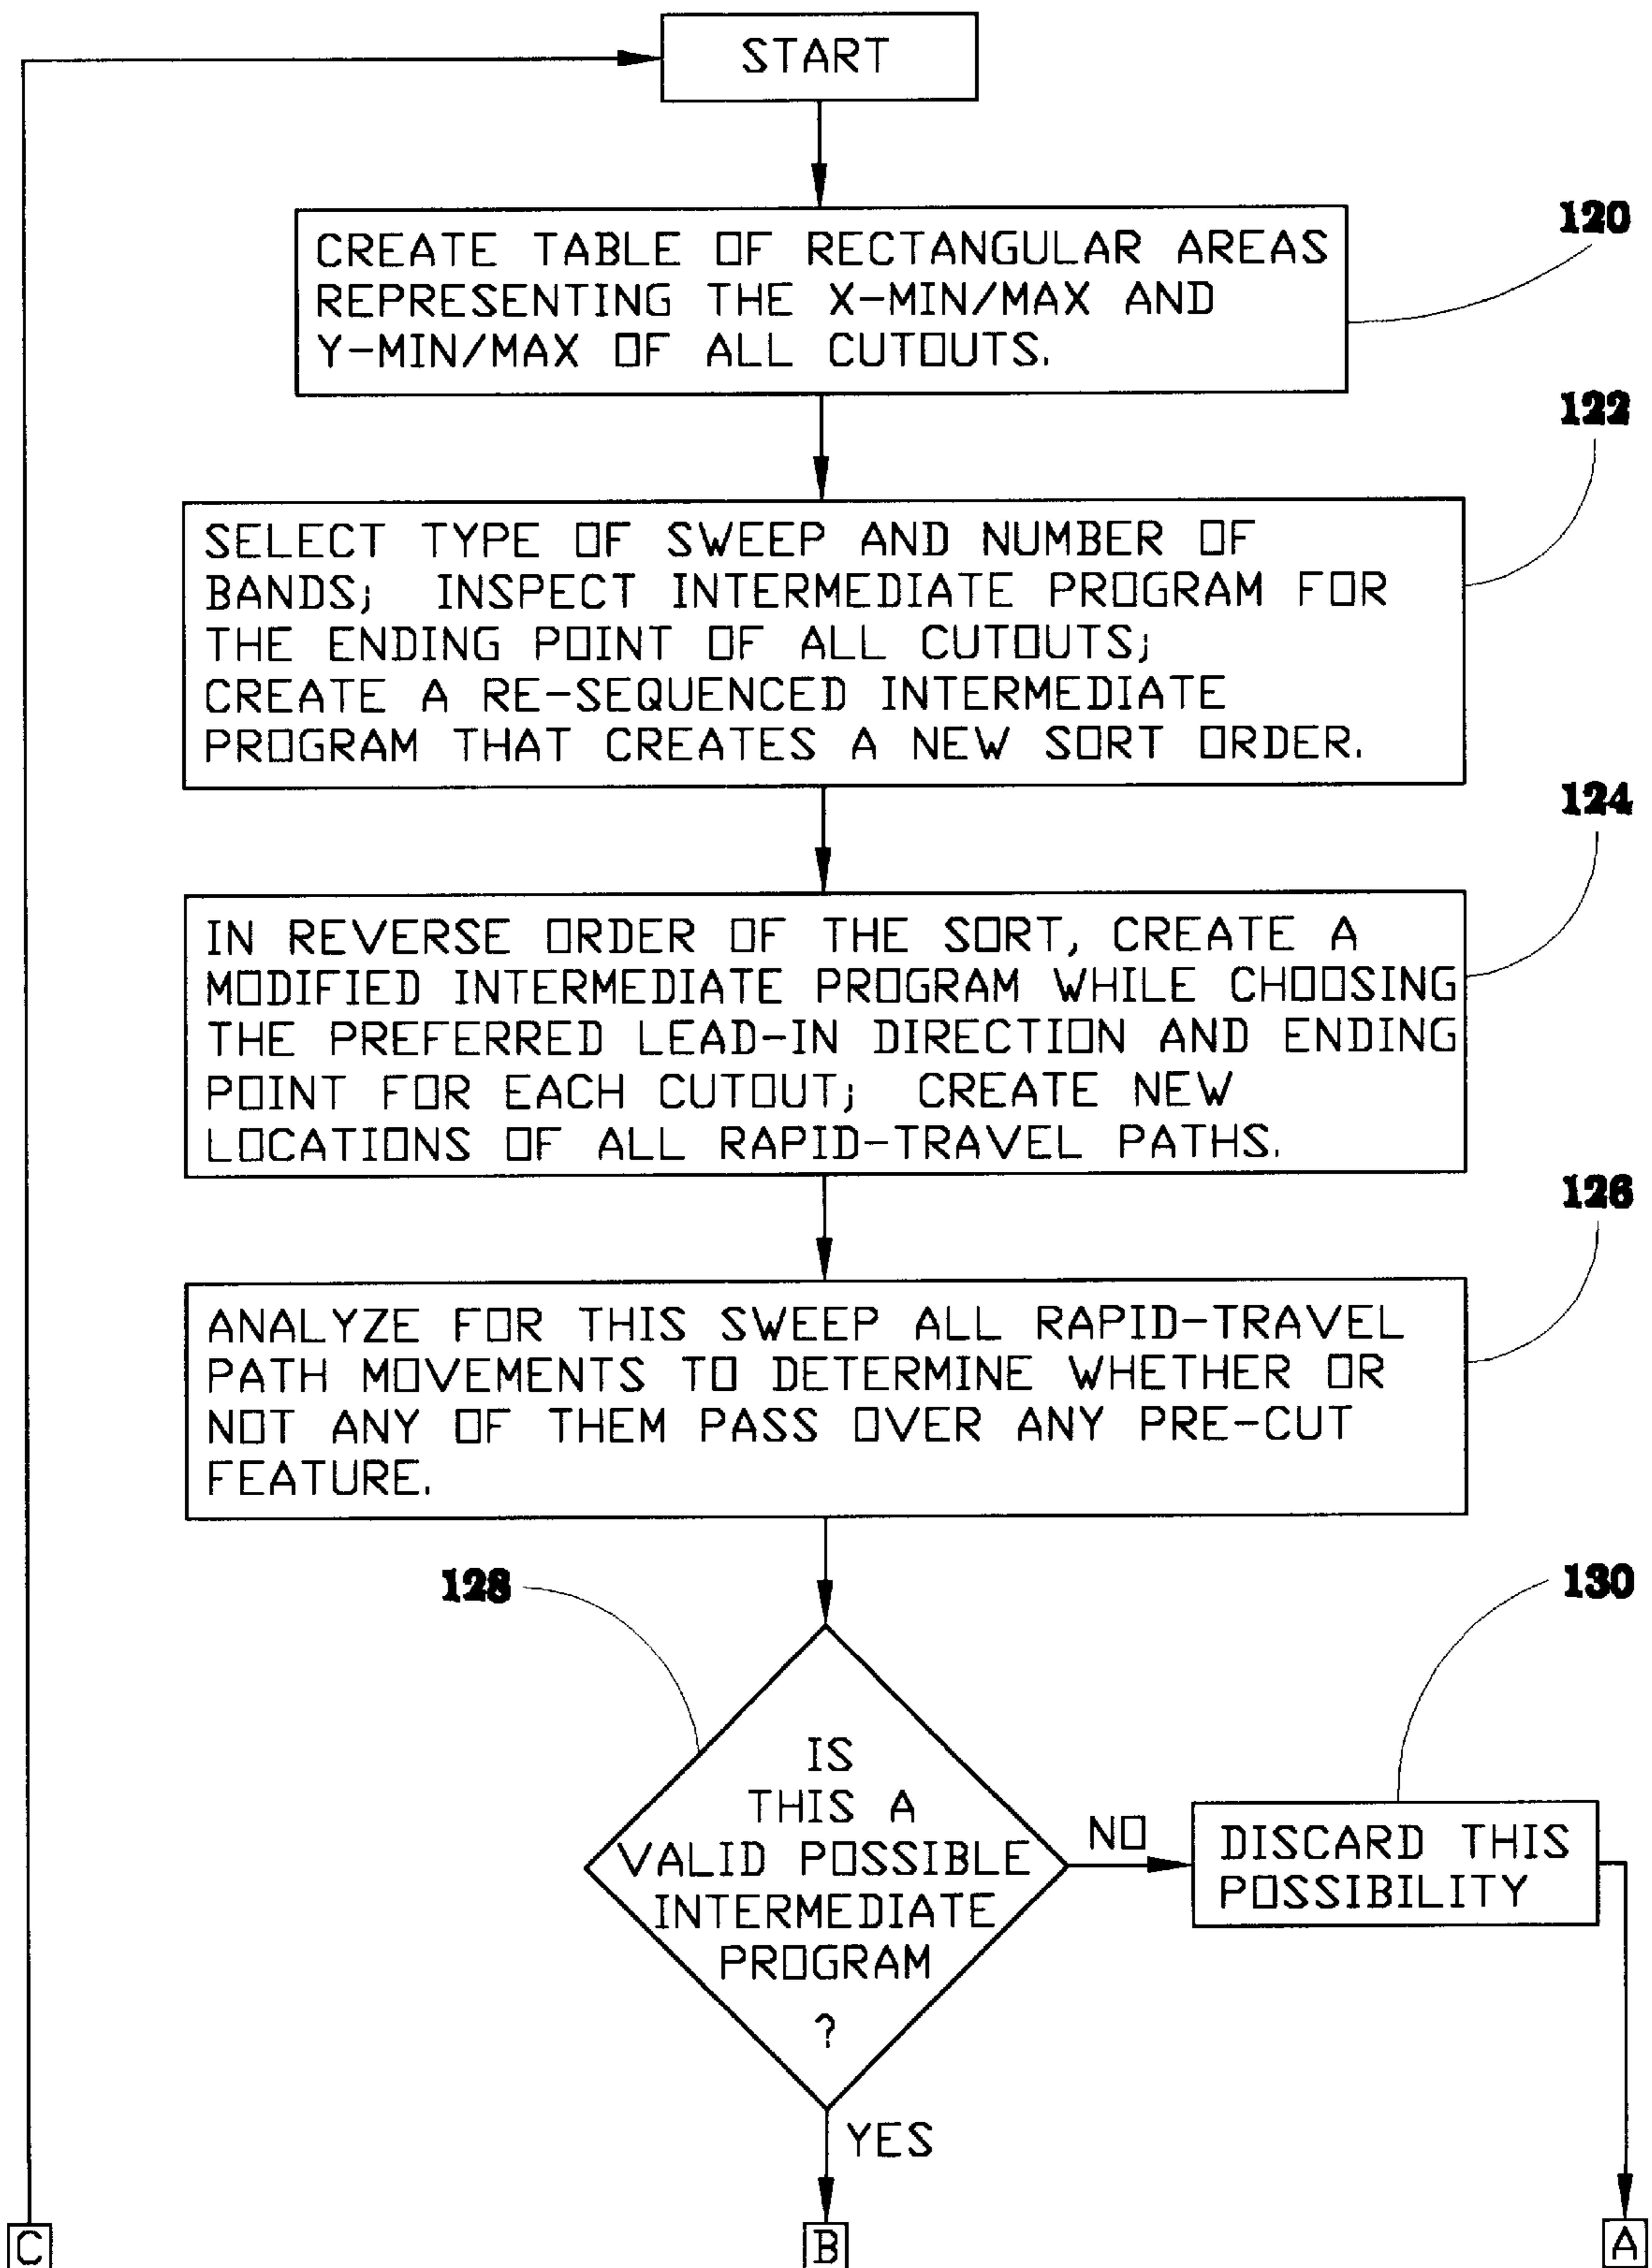 START
120
CREATE TABLE OF RECTANGULAR AREAS
REPRESENTING THE X-MIN/MAX AND
Y-MIN/MAX OF ALL CUTOUTS.
122
SELECT TYPE OF SWEEP AND NUMBER OF
BANDS; INSPECT INTERMEDIATE PROGRAM FOR
THE ENDING POINT OF ALL CUTOUTS;
CREATE A RE-SEQUENCED INTERMEDIATE
PROGRAM THAT CREATES A NEW SORT ORDER.
124
IN REVERSE ORDER OF THE SORT, CREATE A
MODIFIED INTERMEDIATE PROGRAM WHILE CHOOSING
THE PREFERRED LEAD-IN DIRECTION AND ENDING
POINT FOR EACH CUTOUT; CREATE NEW
LOCATIONS OF ALL RAPID-TRAVEL PATHS.
126
ANALYZE FOR THIS SWEEP ALL RAPID-TRAVEL
PATH MOVEMENTS TO DETERMINE WHETHER OR
NOT ANY OF THEM PASS OVER ANY PRE-CUT
FEATURE.
128
130
IS
THIS A
VALID POSSIBLE
INTERMEDIATE
PROGRAM
?
NO
DISCARD THIS
POSSIBILITY
YES
C
B
A